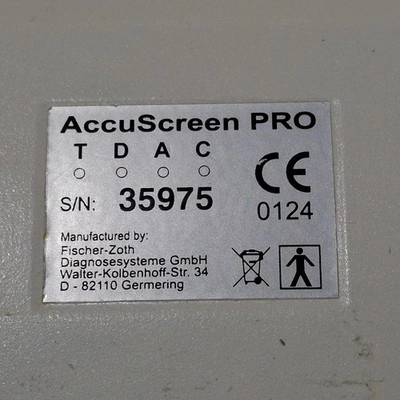 AccuScreen PRO
T D A C
S/N: 35975
CE 0124
Manufactured by:
Fischer-Zoth
Diagnosesysteme GmbH
Walter-Kolbenhoff-Str. 34
D - 82110 Germering